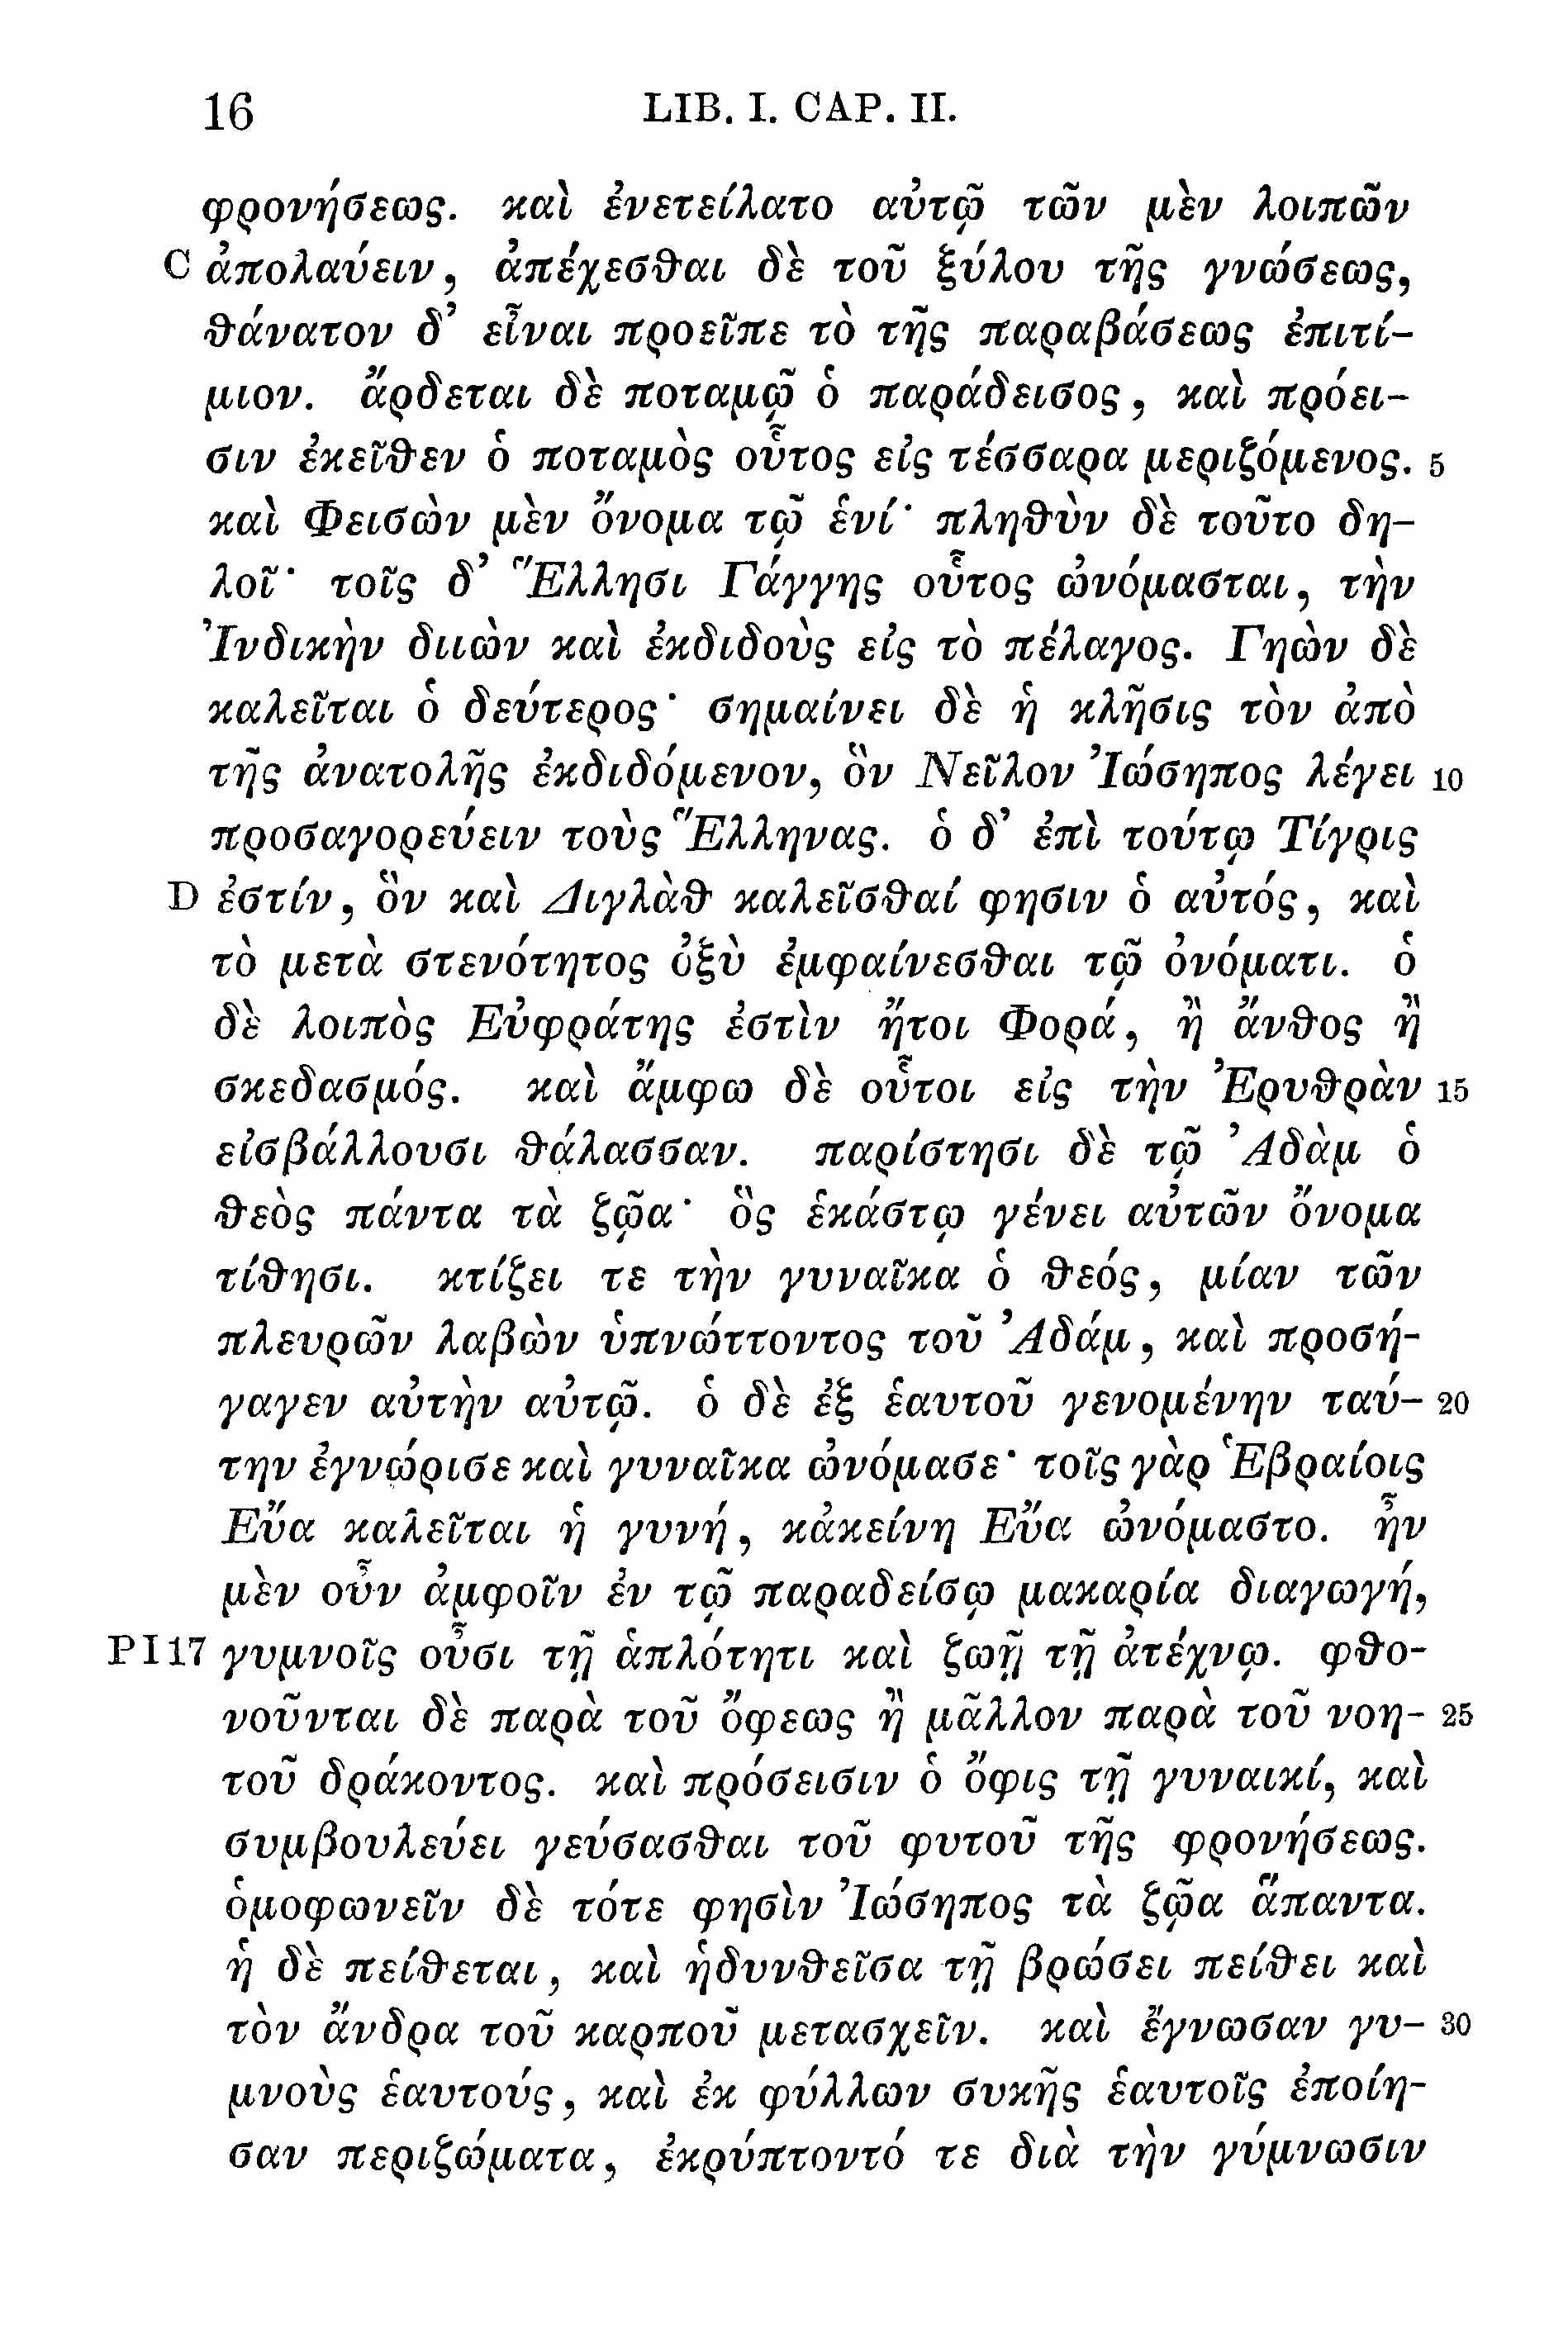 16 LIB. I. CAP. II.
φρονήσεως. καὶ ἐνετείλατο αὐτῷ τῶν μὲν λοιπῶν
C ἀπολαύειν, ἀπέχεσθαι δὲ τοῦ ξύλου τῆς γνώσεως,
θάνατον δ’ εἶναι προεῖπε τὸ τῆς παραβάσεως ἐπιτί-
μιον. ἄρδεται δὲ ποταμῷ ὁ παράδεισος, καὶ πρόει-
σιν ἐκεῖθεν ὁ ποταμὸς οὗτος εἰς τέσσαρα μεριζόμενος. 5
καὶ Φεισὼν μὲν ὄνομα τῷ ἑνί· πληθὺν δὲ τοῦτο δη-
λοῖ· τοῖς δ’ Ἕλλησι Γάγγης οὗτος ὠνόμασται, τὴν
Ἰνδικὴν διιὼν καὶ ἐκδιδοὺς εἰς τὸ πέλαγος. Γηὼν δὲ
καλεῖται ὁ δεύτερος· σημαίνει δὲ ἡ κλῆσις τὸν ἀπὸ
τῆς ἀνατολῆς ἐκδιδόμενον, ὃν Νεῖλον Ἰώσηπος λέγει 10
προσαγορεύειν τοὺς Ἕλληνας. ὁ δ’ ἐπὶ τούτῳ Τίγρις
D ἐστίν, ὃν καὶ Διγλὰθ καλεῖσθαί φησιν ὁ αὐτός, καὶ
τὸ μετὰ στενότητος ὀξὺ ἐμφαίνεσθαι τῷ ὀνόματι. ὁ
δὲ λοιπὸς Εὐφράτης ἐστὶν ἤτοι Φορά, ἢ ἄνθος ἢ
σκεδασμός. καὶ ἄμφω δὲ οὗτοι εἰς τὴν Ἐρυθρὰν 15
εἰσβάλλουσι θάλασσαν. παρίστησι δὲ τῷ Ἀδὰμ ὁ
θεὸς πάντα τὰ ζῷα· ὃς ἑκάστῳ γένει αὐτῶν ὄνομα
τίθησι. κτίζει τε τὴν γυναῖκα ὁ θεός, μίαν τῶν
πλευρῶν λαβὼν ὑπνώττοντος τοῦ Ἀδάμ, καὶ προσή-
γαγεν αὐτὴν αὐτῷ. ὁ δὲ ἐξ ἑαυτοῦ γενομένην ταύ- 20
την ἐγνώρισε καὶ γυναῖκα ὠνόμασε· τοῖς γὰρ Ἑβραίοις
Εὔα καλεῖται ἡ γυνή, κἀκείνη Εὔα ὠνόμαστο. ἦν
μὲν οὖν ἀμφοῖν ἐν τῷ παραδείσῳ μακαρία διαγωγή,
P I 17 γυμνοῖς οὖσι τῇ ἁπλότητι καὶ ζωῇ τῇ ἀτέχνῳ. φθο-
νοῦνται δὲ παρὰ τοῦ ὄφεως ἢ μᾶλλον παρὰ τοῦ νοη- 25
τοῦ δράκοντος. καὶ πρόσεισιν ὁ ὄφις τῇ γυναικί, καὶ
συμβουλεύει γεύσασθαι τοῦ φυτοῦ τῆς φρονήσεως.
ὁμοφωνεῖν δὲ τότε φησὶν Ἰώσηπος τὰ ζῷα ἅπαντα.
ἡ δὲ πείθεται, καὶ ἡδυνθεῖσα τῇ βρώσει πείθει καὶ
τὸν ἄνδρα τοῦ καρποῦ μετασχεῖν. καὶ ἔγνωσαν γυ- 30
μνοὺς ἑαυτούς, καὶ ἐκ φύλλων συκῆς ἑαυτοῖς ἐποίη-
σαν περιζώματα, ἐκρύπτοντό τε διὰ τὴν γύμνωσιν